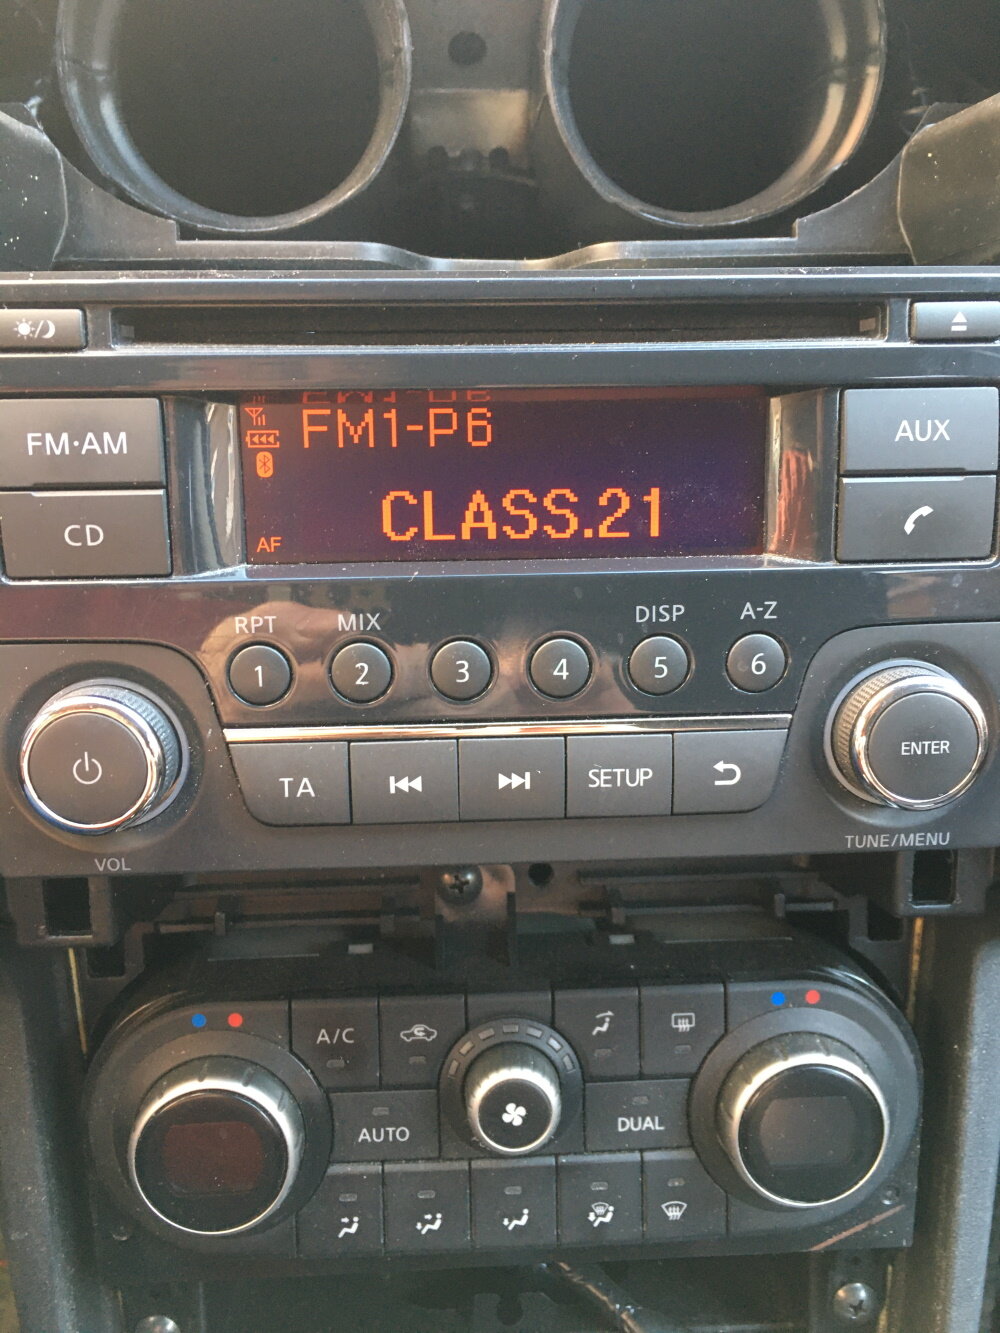 FM1-P6
FM·AM
AUX
CLASS.21
CD
AF
RPT MIX DISP A-Z
1 2 3 4 5 6
ENTER
TA SETUP
VOL
TUNE/MENU
A/C
AUTO
DUAL